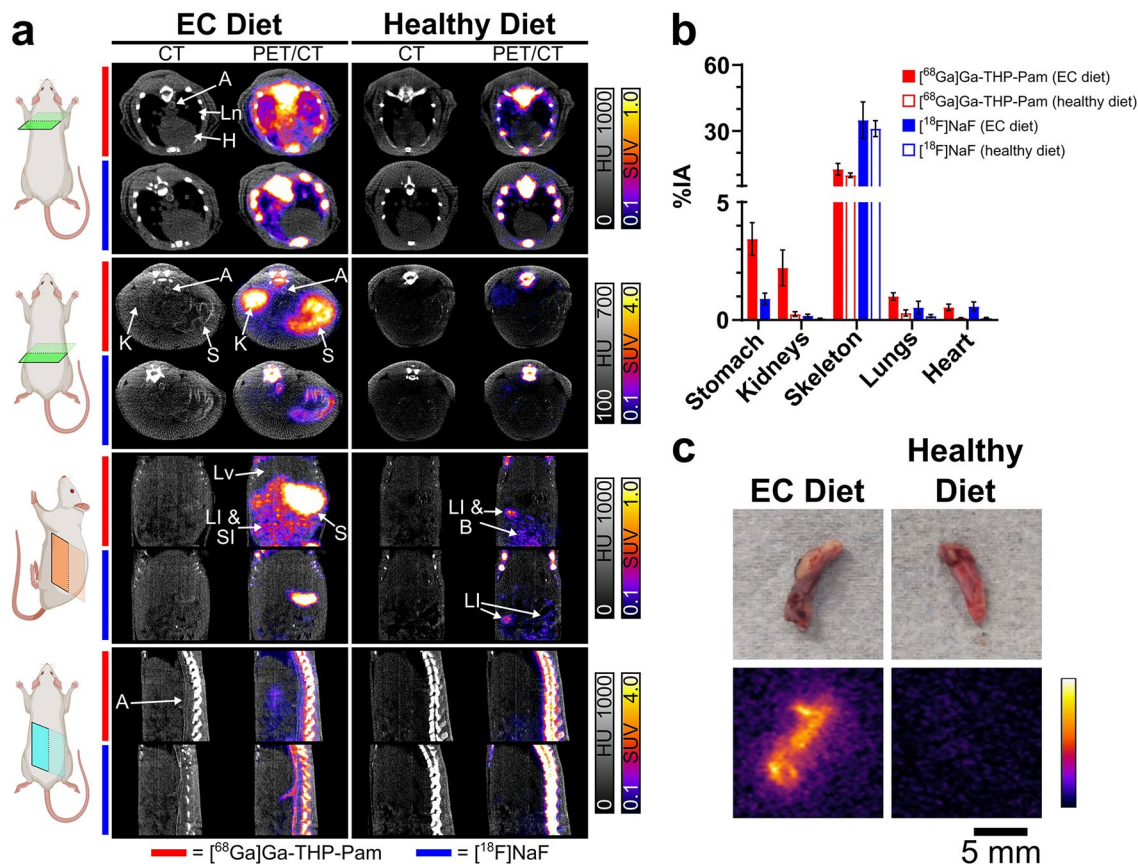 a
EC Diet
Healthy Diet
CT
PET/CT
CT
PET/CT
A
Ln
H
0 HU 1000
0.1 SUV 1.0
A
A
K
S
K
S
100 HU 700
0.1 SUV 4.0
Lv
LI &
SI
S
LI &
B
LI
0 HU 1000
0.1 SUV 1.0
A
0 HU 1000
0.1 SUV 4.0
= [⁶⁸Ga]Ga-THP-Pam
= [¹⁸F]NaF
b
%IA
60
30
5
0
Stomach
Kidneys
Skeleton
Lungs
Heart
[⁶⁸Ga]Ga-THP-Pam (EC diet)
[⁶⁸Ga]Ga-THP-Pam (healthy diet)
[¹⁸F]NaF (EC diet)
[¹⁸F]NaF (healthy diet)
c
EC Diet
Healthy
Diet
5 mm